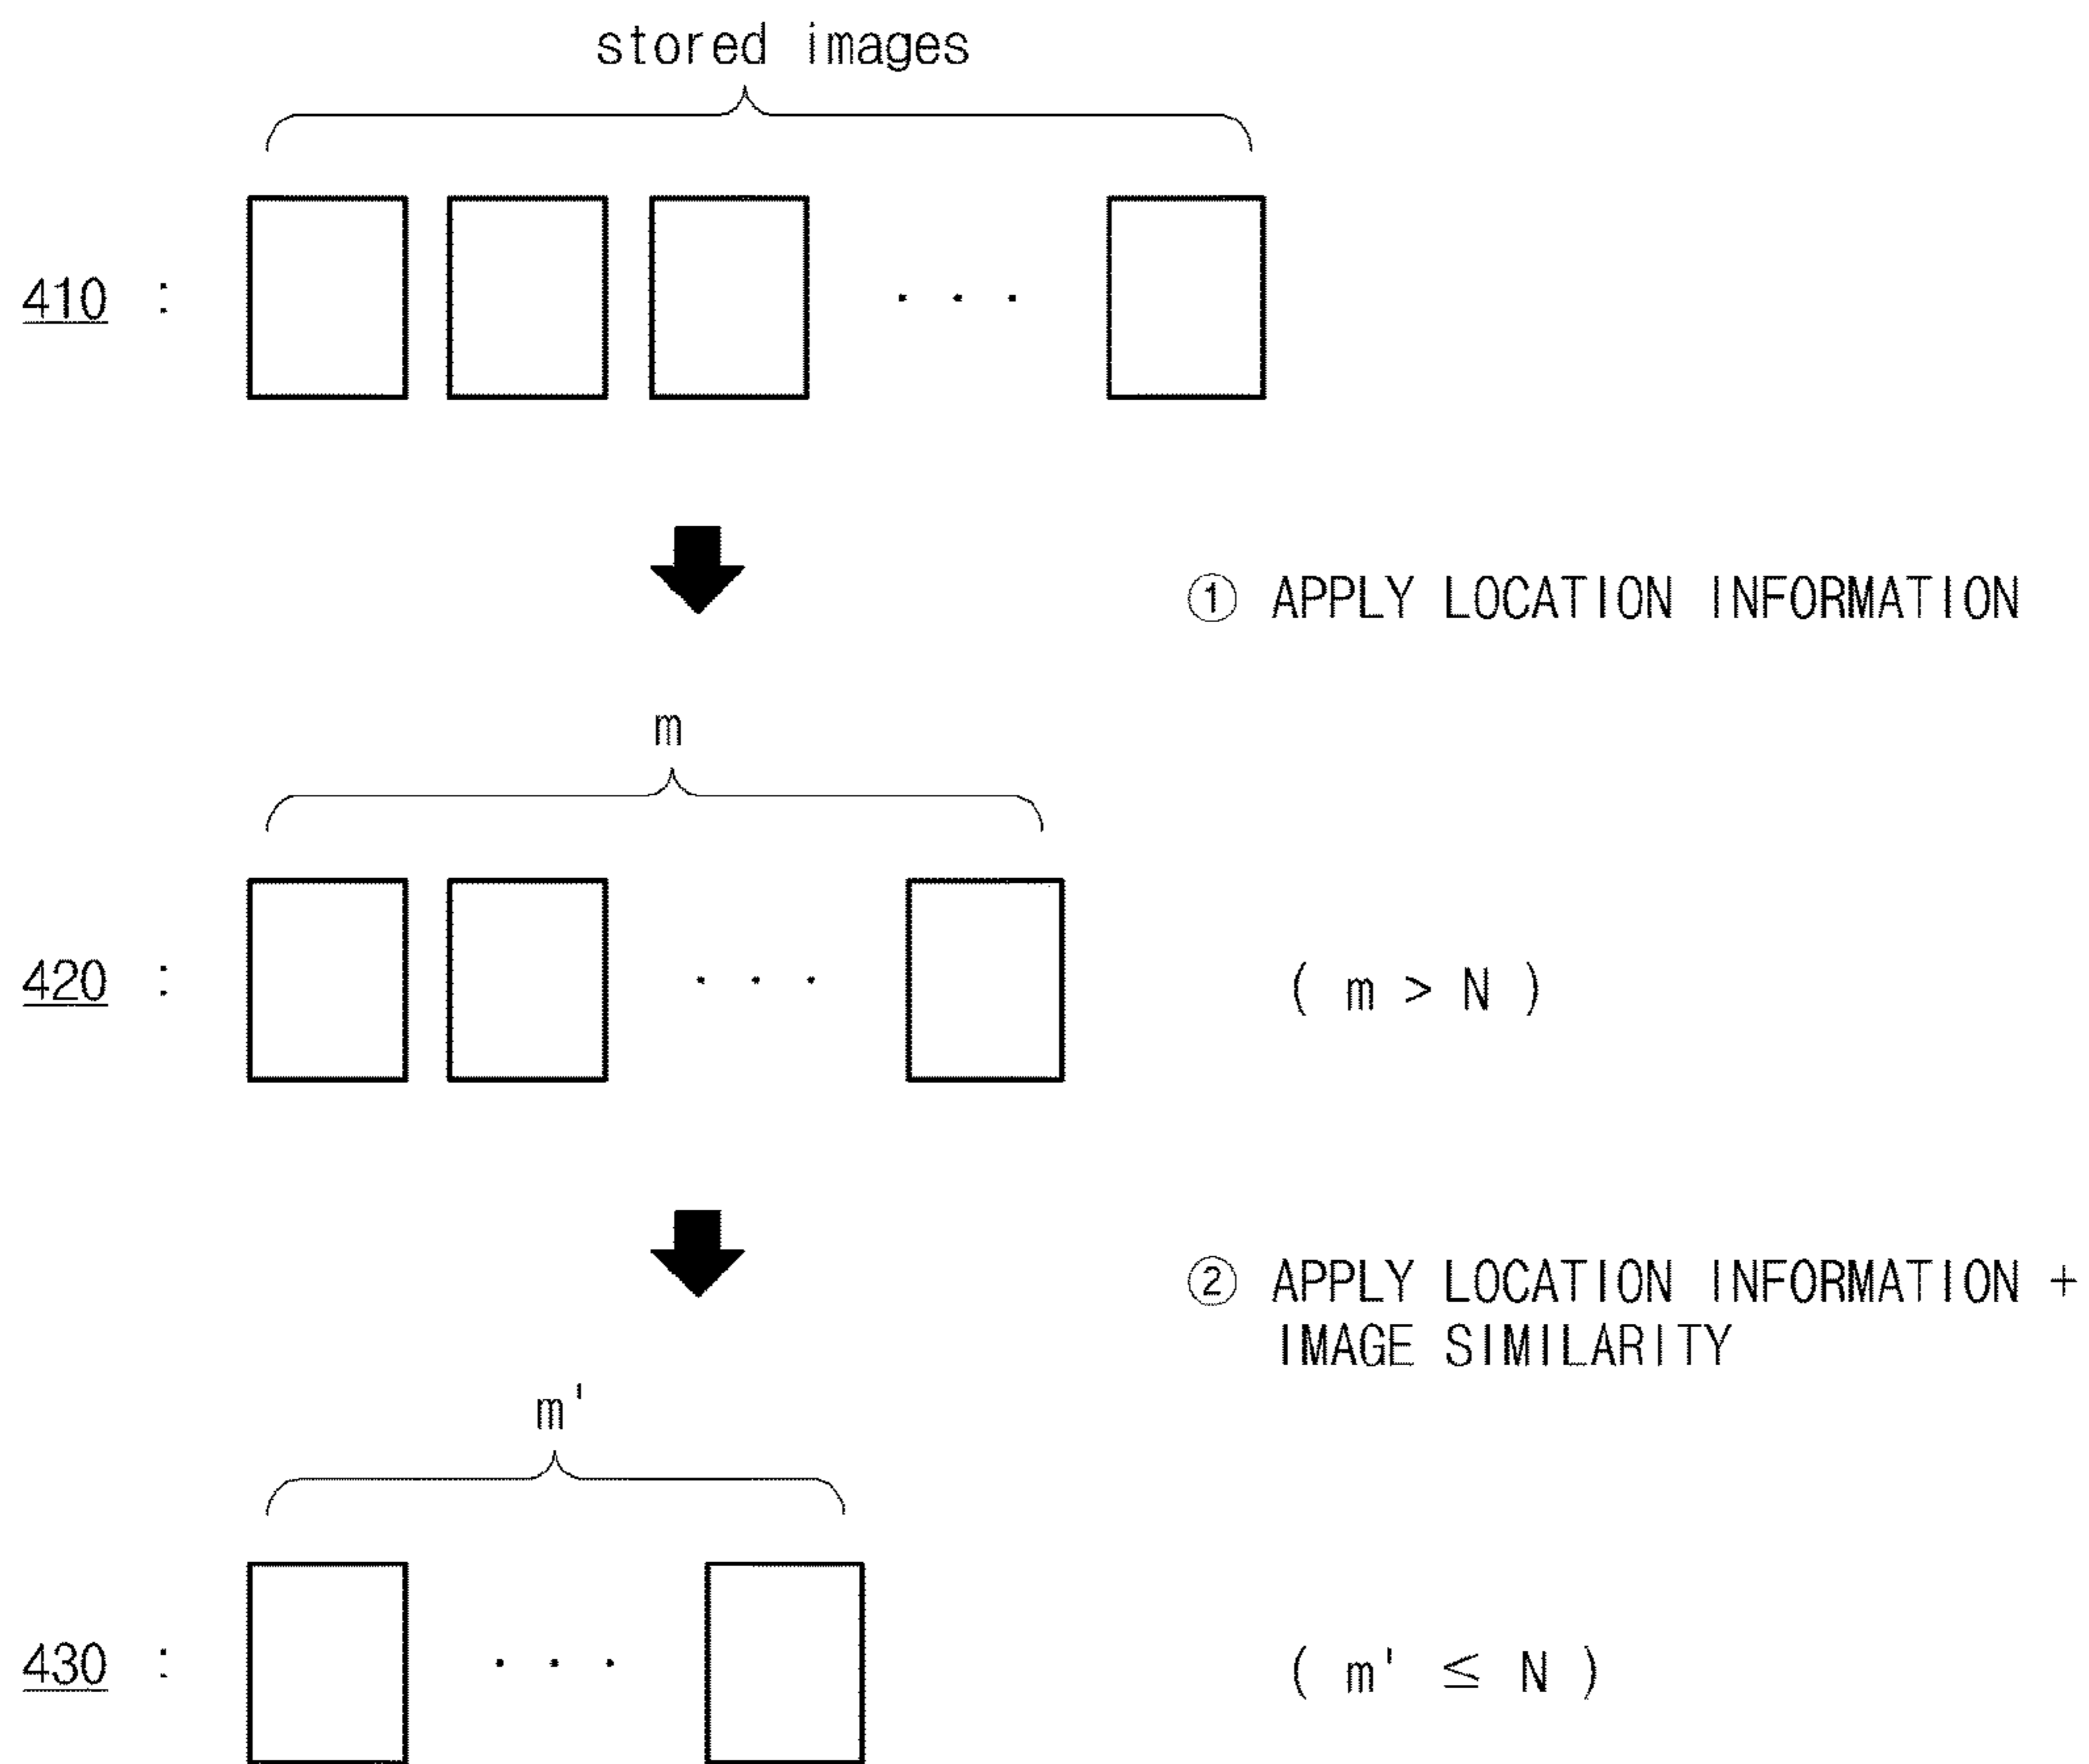 stored images
410 :
. . .
① APPLY LOCATION INFORMATION
m
420 :
. . .
( m > N )
② APPLY LOCATION INFORMATION +
IMAGE SIMILARITY
m'
430 :
. . .
( m' ≤ N )